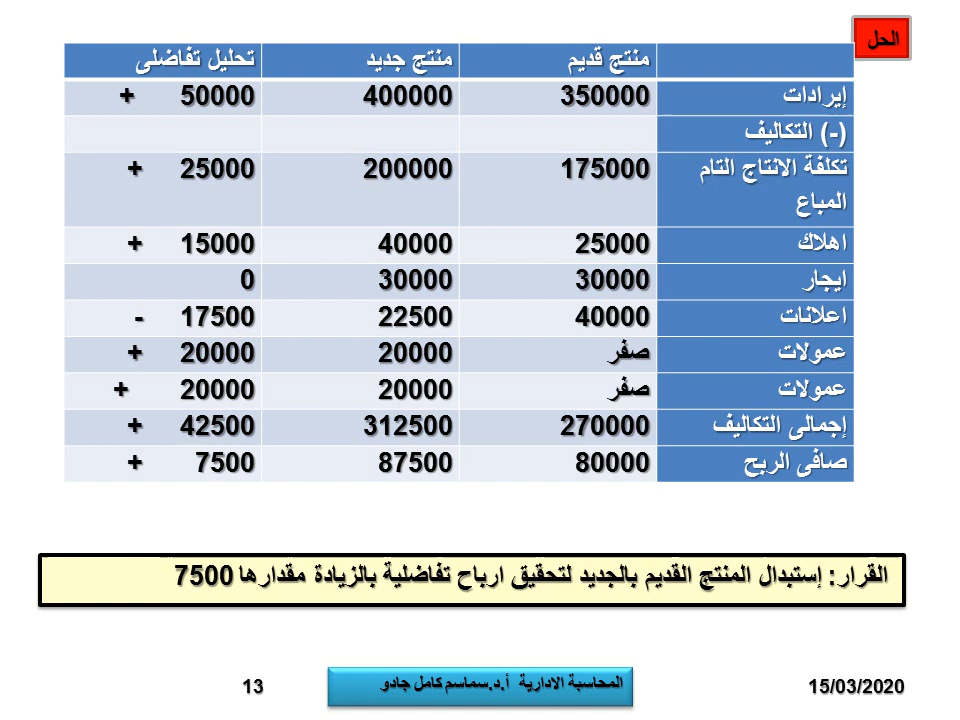 الحل
منتج قديم منتج جديد تحليل تفاضلى
إيرادات 350000 400000 50000 +
(-) التكاليف
تكلفة الانتاج التام 175000 200000 25000 +
المباع
اهلاك 25000 40000 15000 +
ايجار 30000 30000 0
اعلانات 40000 22500 17500 -
عمولات صفر 20000 20000 +
عمولات صفر 20000 20000 +
إجمالى التكاليف 270000 312500 42500 +
صافى الربح 80000 87500 7500 +
القرار: إستبدال المنتج القديم بالجديد لتحقيق ارباح تفاضلية بالزيادة مقدارها 7500
15/03/2020 المحاسبة الادارية أ.د.سماسم كامل جادو 13